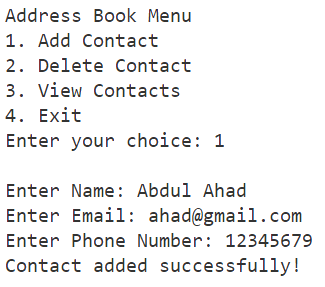 Address Book Menu
1. Add Contact
2. Delete Contact
3. View Contacts
4. Exit
Enter your choice: 1

Enter Name: Abdul Ahad
Enter Email: ahad@gmail.com
Enter Phone Number: 12345679
Contact added successfully!